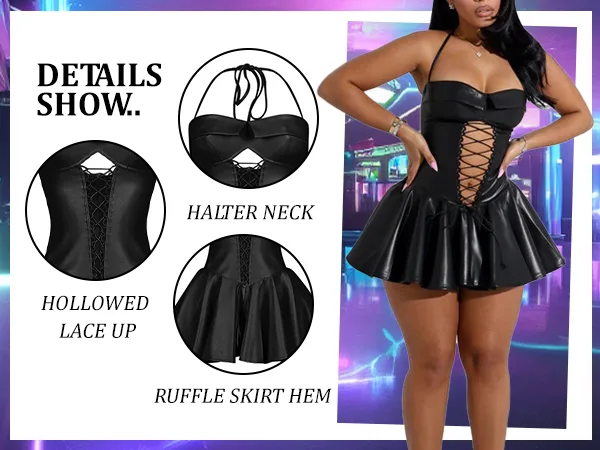 DETAILS
SHOW..
HALTER NECK
HOLLOWED
LACE UP
RUFFLE SKIRT HEM